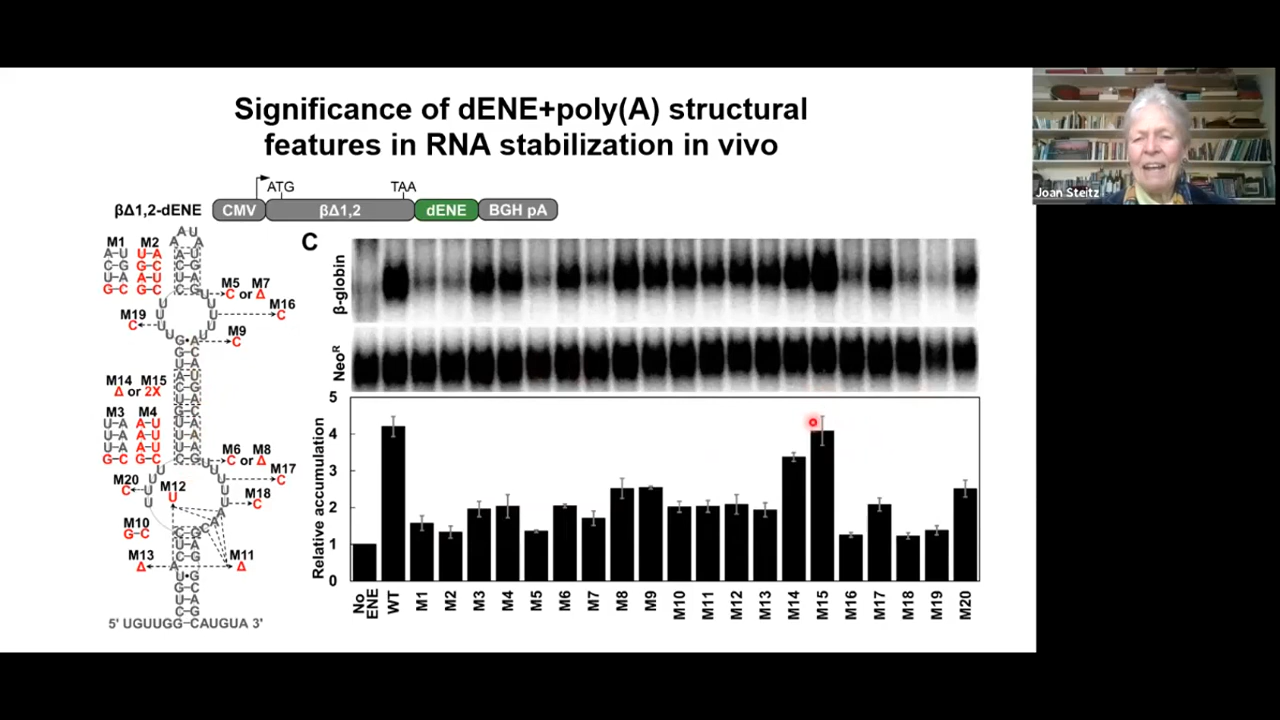 Significance of dENE+poly(A) structural
features in RNA stabilization in vivo
Joan Steitz
ATG TAA
βΔ1,2-dENE CMV βΔ1,2 dENE BGH pA
C
β-globin
Neoᴿ
M1 M2
A-U U-A
C-G G-C
U-A A-U
G-C G-C
M5 M7
C or Δ
M16
C
M19
C
M9
C
M14 M15
Δ or 2X
M3 M4
U-A A-U
U-A A-U
U-A A-U
G-C G-C
M6 M8
C or Δ
M17
C
M20
C
M12
U
M18
C
M10
G-C
M13
Δ
M11
Δ
5' UGUUGG-CAUGUA 3'
Relative accumulation
5
4
3
2
1
0
No ENE WT M1 M2 M3 M4 M5 M6 M7 M8 M9 M10 M11 M12 M13 M14 M15 M16 M17 M18 M19 M20